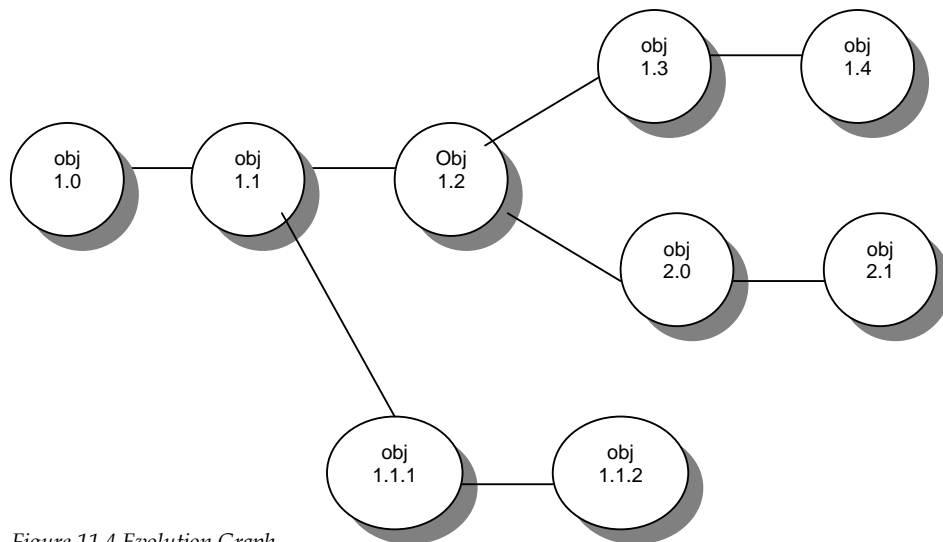 obj
1.3
obj
1.4
obj
1.0
obj
1.1
Obj
1.2
obj
2.0
obj
2.1
obj
1.1.1
obj
1.1.2
Figure 11.4 Evolution Graph